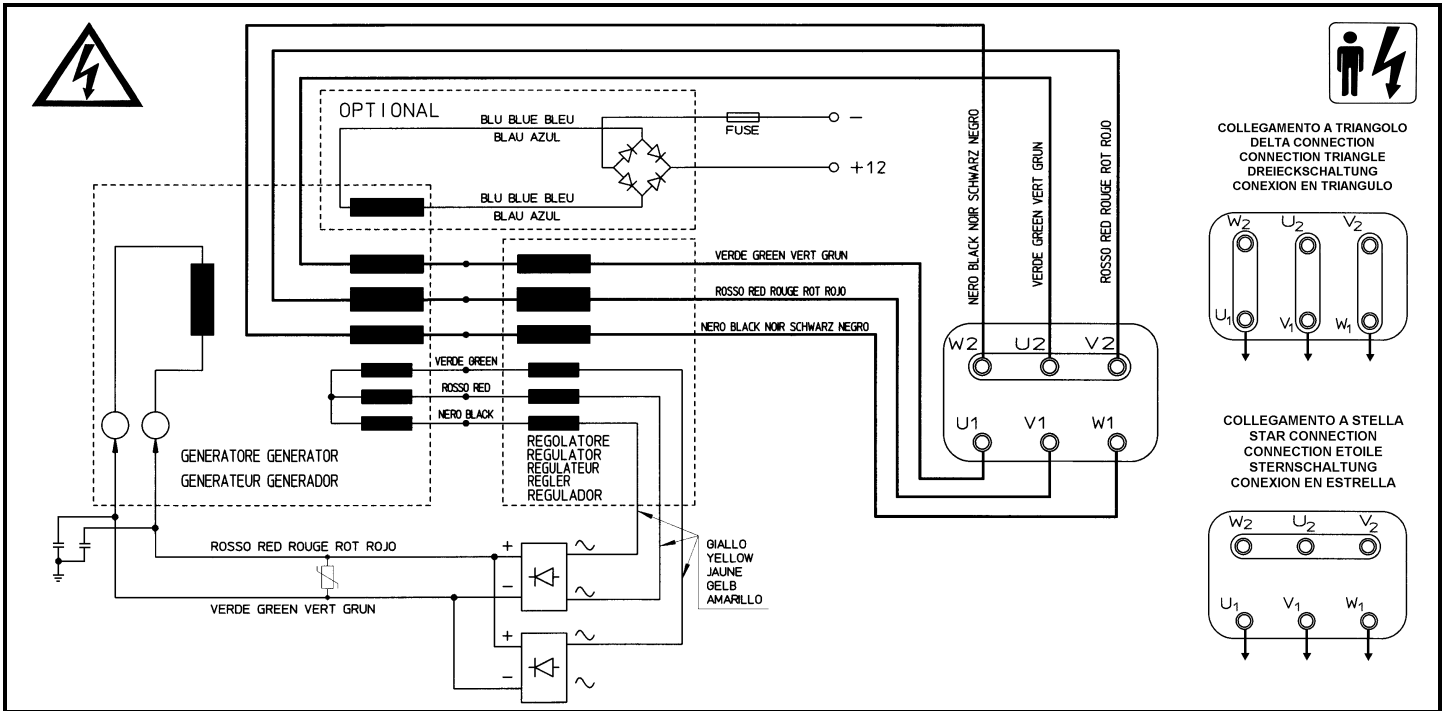 OPTIONAL
BLU BLUE BLEU
BLAU AZUL
FUSE
−
+12
BLU BLUE BLEU
BLAU AZUL
VERDE GREEN VERT GRUN
ROSSO RED ROUGE ROT ROJO
NERO BLACK NOIR SCHWARZ NEGRO
VERDE GREEN
ROSSO RED
NERO BLACK
GENERATORE GENERATOR
GENERATEUR GENERADOR
REGOLATORE
REGULATOR
REGULATEUR
REGLER
REGULADOR
ROSSO RED ROUGE ROT ROJO
VERDE GREEN VERT GRUN
+
−
+
−
GIALLO
YELLOW
JAUNE
GELB
AMARILLO
NERO BLACK NOIR SCHWARZ NEGRO
VERDE GREEN VERT GRUN
ROSSO RED ROUGE ROT ROJO
W2 U2 V2
U1 V1 W1
COLLEGAMENTO A TRIANGOLO
DELTA CONNECTION
CONNECTION TRIANGLE
DREIECKSCHALTUNG
CONEXION EN TRIANGULO
W2 U2 V2
U1 V1 W1
COLLEGAMENTO A STELLA
STAR CONNECTION
CONNECTION ETOILE
STERNSCHALTUNG
CONEXION EN ESTRELLA
W2 U2 V2
U1 V1 W1